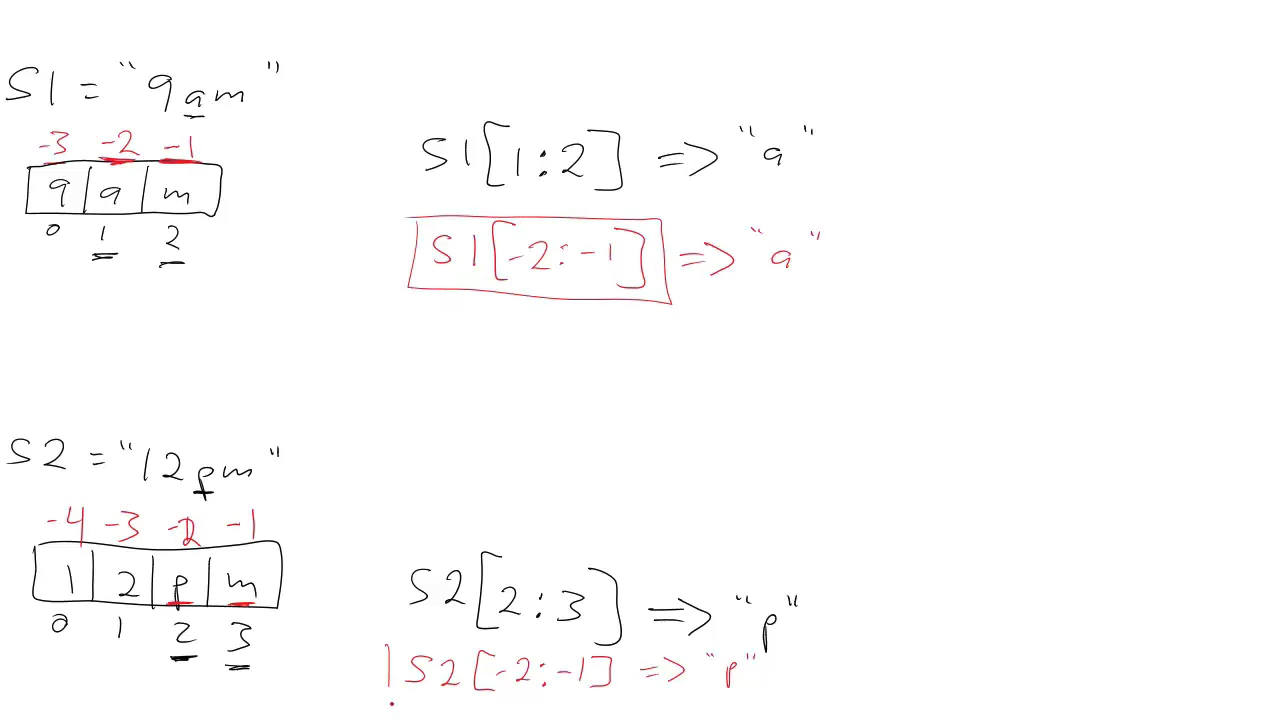 S1 = "9am"
-3 -2 -1
9 a m
0 1 2
S1[1:2] => "a"
S1[-2:-1] => "a"
S2 = "12pm"
-4 -3 -2 -1
1 2 p m
0 1 2 3
S2[2:3] => "p"
S2[-2:-1] => "p"